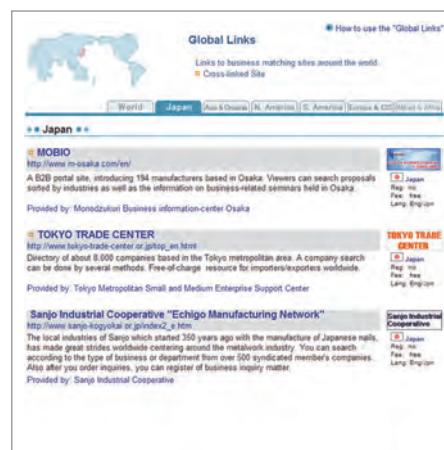 How to use the "Global Links"
Global Links
Links to business matching sites around the world.
Cross-linked Site
World
Japan
Asia & Oceania
N. America
S. America
Europe & CIS
Japan
MOBIO
http://www.m-osaka.com/en/
A B2B portal site, introducing 194 manufacturers based in Osaka. Viewers can search proposals
sorted by industries as well as the information on business-related seminars held in Osaka.
Provided by: Monodzukuri Business information-center Osaka
Japan
Reg: no
Fee: free
Lang: Eng/Jpn
TOKYO TRADE CENTER
http://www.tokyo-trade-center.or.jp/top_en.html
Directory of about 8,000 companies based in the Tokyo metropolitan area. A company search
can be done by several methods. Free-of-charge resource for importers/exporters worldwide.
Provided by: Tokyo Metropolitan Small and Medium Enterprise Support Center
TOKYO TRADE
CENTER
Japan
Reg: no
Fee: free
Lang: Eng/Jpn
Sanjo Industrial Cooperative "Echigo Manufacturing Network"
http://www.sanjo-kogyokai.or.jp/index2_e.htm
The local industries of Sanjo which started 350 years ago with the manufacture of Japanese nails,
has made great strides worldwide centering around the metalwork industry. You can search
according to the type of business or department from over 500 syndicated member's companies.
Also after you order inquiries, you can register of business inquiry matter.
Provided by: Sanjo Industrial Cooperative
Sanjo Industrial
Cooperative
Japan
Reg: no
Fee: free
Lang: Eng/Jpn